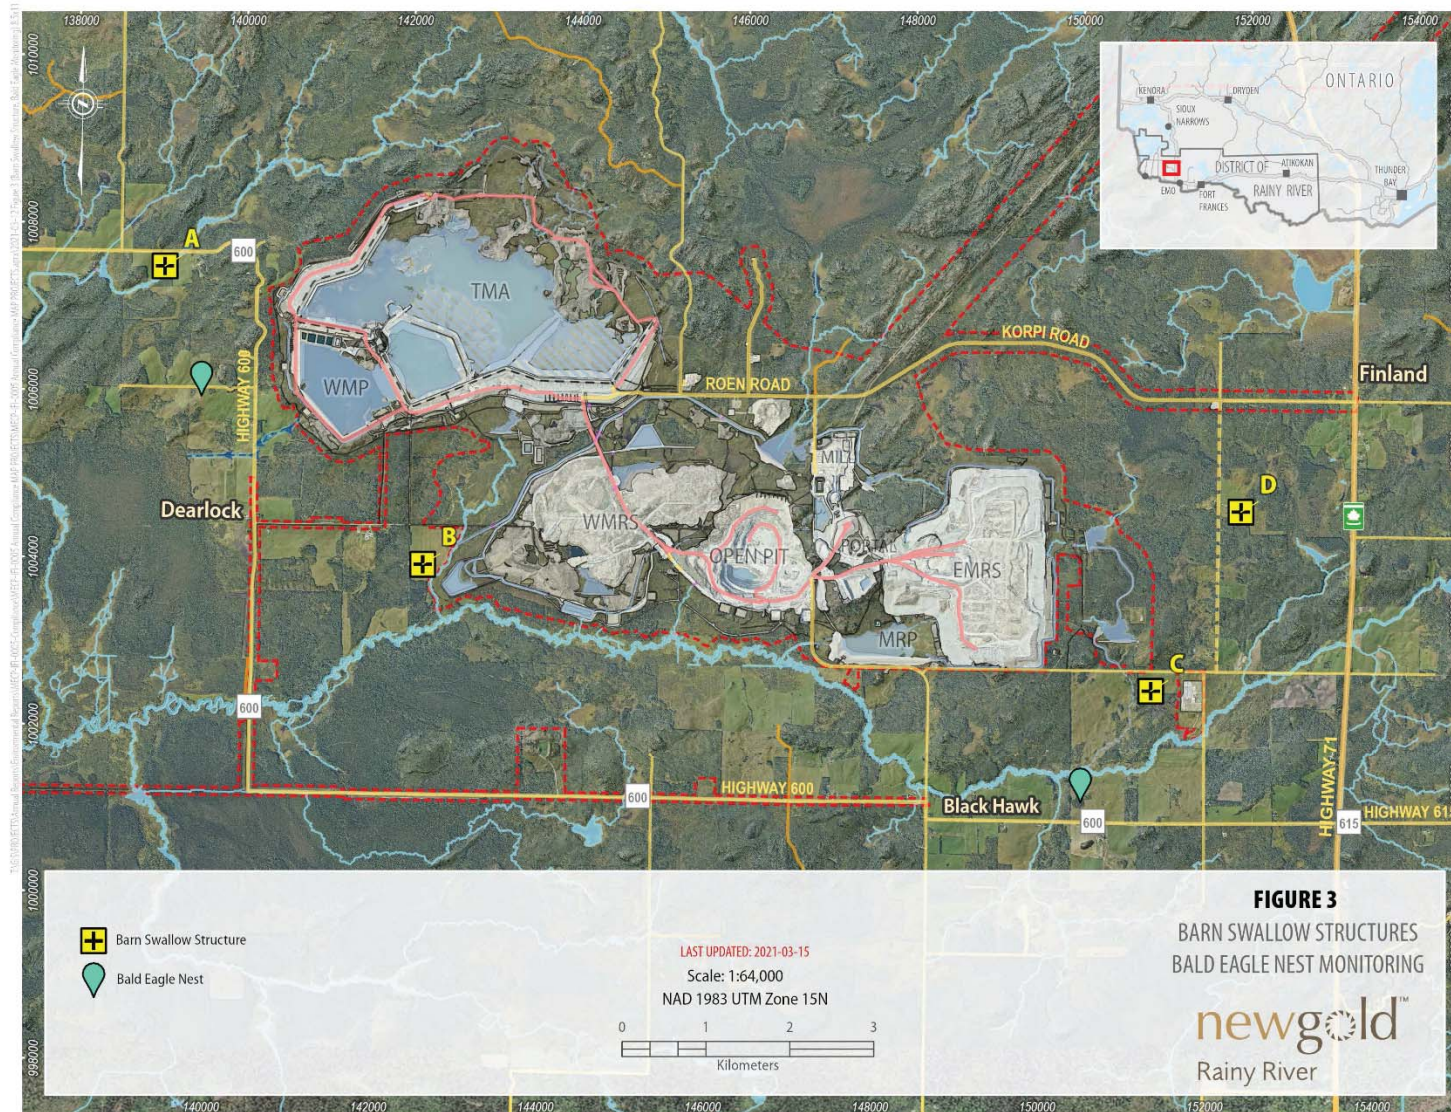 138000
140000
142000
144000
146000
148000
150000
152000
154000
1010000
1008000
1006000
1004000
1002000
1000000
998000
ONTARIO
KENORA
DRYDEN
SIOUX
NARROWS
DISTRICT OF
ATIKOKAN
THUNDER
BAY
RAINY RIVER
EMO
FORT
FRANCES
A
600
TMA
KORPI ROAD
Finland
WMP
ROEN ROAD
HIGHWAY 600
MILL
Dearlock
D
WMRS
B
OPEN PIT
PORTAL
EMRS
MRP
C
600
HIGHWAY 600
600
Black Hawk
600
HIGHWAY 71
615
HIGHWAY 61
Barn Swallow Structure
Bald Eagle Nest
LAST UPDATED: 2021-03-15
Scale: 1:64,000
NAD 1983 UTM Zone 15N
0 1 2 3
Kilometers
FIGURE 3
BARN SWALLOW STRUCTURES
BALD EAGLE NEST MONITORING
newgold™
Rainy River
140000
142000
144000
146000
148000
150000
152000
154000